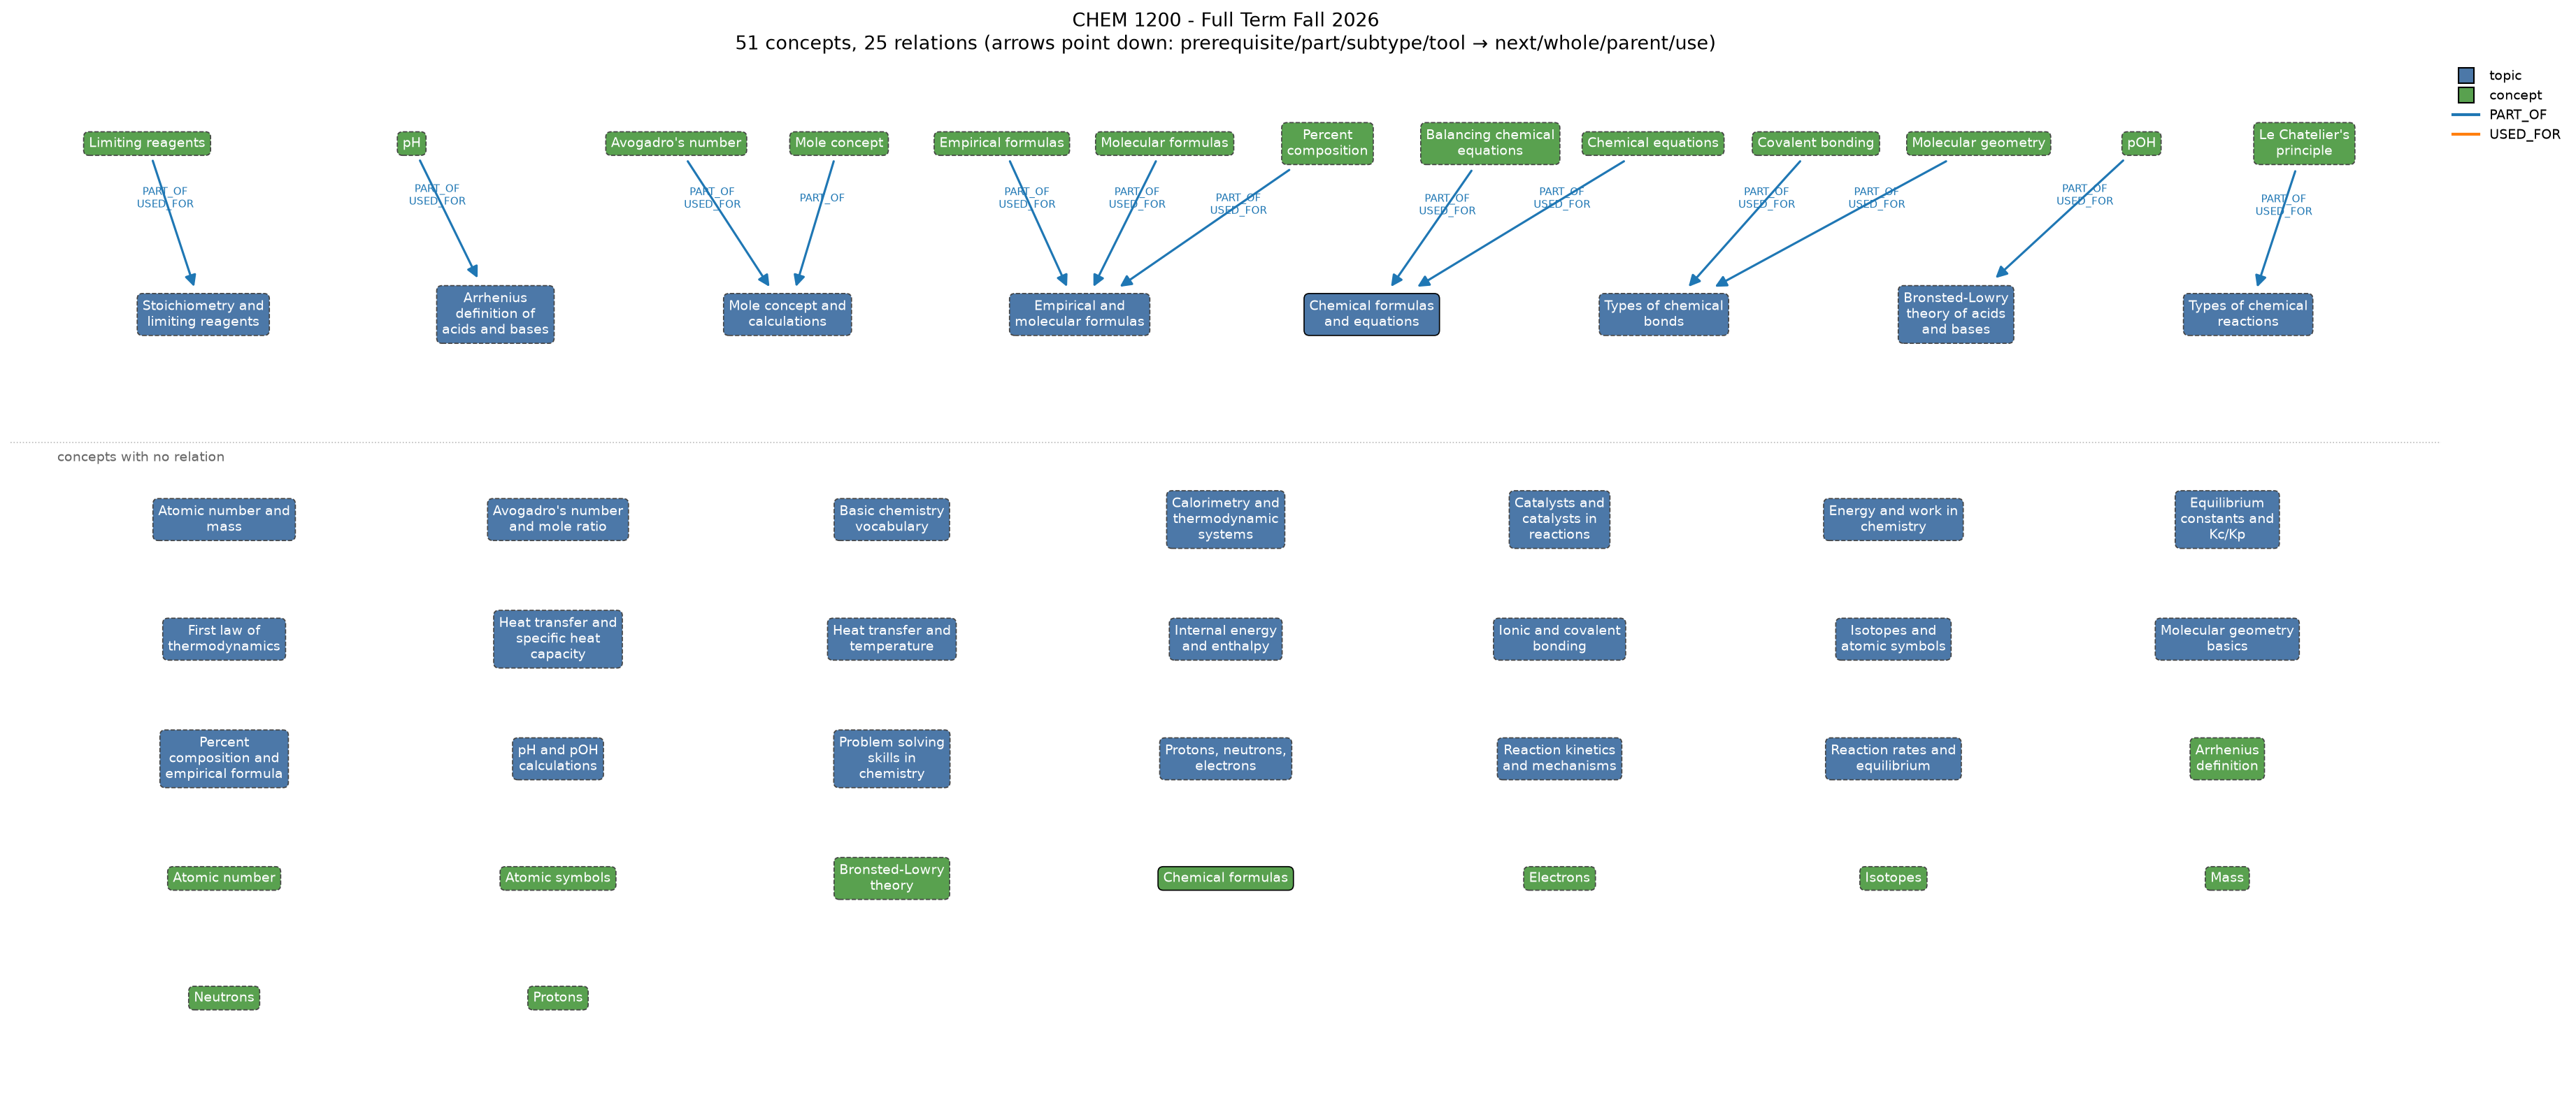 CHEM 1200 - Full Term Fall 2026
51 concepts, 25 relations (arrows point down: prerequisite/part/subtype/tool → next/whole/parent/use)
topic
concept
PART_OF
USED_FOR
Limiting reagents
pH
Avogadro's number
Mole concept
Empirical formulas
Molecular formulas
Percent
composition
Balancing chemical
equations
Chemical equations
Covalent bonding
Molecular geometry
pOH
Le Chatelier's
principle
PART_OF
USED_FOR
PART_OF
USED_FOR
PART_OF
USED_FOR
PART_OF
PART_OF
USED_FOR
PART_OF
USED_FOR
PART_OF
USED_FOR
PART_OF
USED_FOR
PART_OF
USED_FOR
PART_OF
USED_FOR
PART_OF
USED_FOR
PART_OF
USED_FOR
PART_OF
USED_FOR
Stoichiometry and
limiting reagents
Arrhenius
definition of
acids and bases
Mole concept and
calculations
Empirical and
molecular formulas
Chemical formulas
and equations
Types of chemical
bonds
Bronsted-Lowry
theory of acids
and bases
Types of chemical
reactions
concepts with no relation
Atomic number and
mass
Avogadro's number
and mole ratio
Basic chemistry
vocabulary
Calorimetry and
thermodynamic
systems
Catalysts and
catalysts in
reactions
Energy and work in
chemistry
Equilibrium
constants and
Kc/Kp
First law of
thermodynamics
Heat transfer and
specific heat
capacity
Heat transfer and
temperature
Internal energy
and enthalpy
Ionic and covalent
bonding
Isotopes and
atomic symbols
Molecular geometry
basics
Percent
composition and
empirical formula
pH and pOH
calculations
Problem solving
skills in
chemistry
Protons, neutrons,
electrons
Reaction kinetics
and mechanisms
Reaction rates and
equilibrium
Arrhenius
definition
Atomic number
Atomic symbols
Bronsted-Lowry
theory
Chemical formulas
Electrons
Isotopes
Mass
Neutrons
Protons